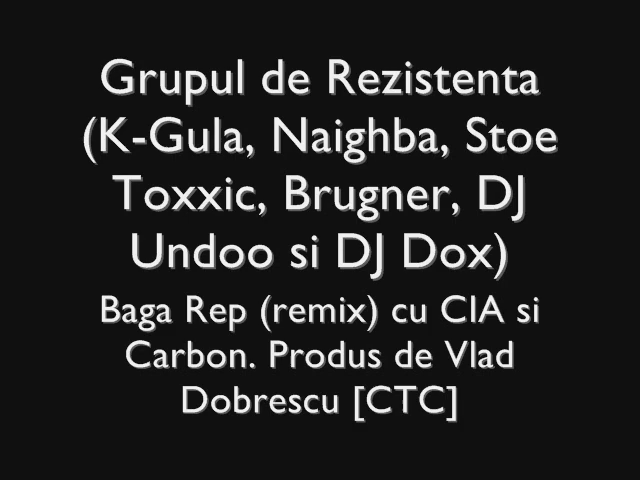 Grupul de Rezistenta
(K-Gula, Naighba, Stoe
Toxxic, Brugner, DJ
Undoo si DJ Dox)
Baga Rep (remix) cu CIA si
Carbon. Produs de Vlad
Dobrescu [CTC]